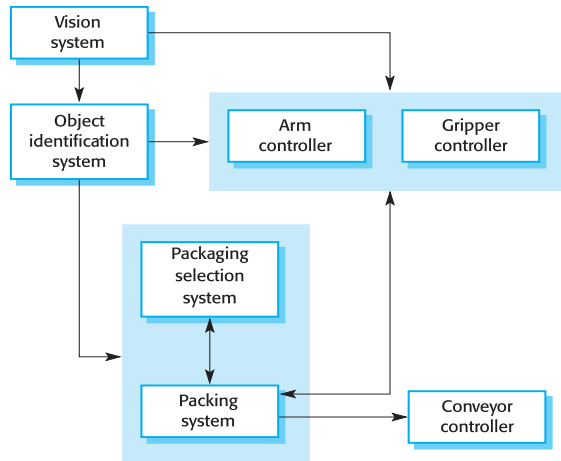 Vision
system
Object
identification
system
Arm
controller
Gripper
controller
Packaging
selection
system
Packing
system
Conveyor
controller